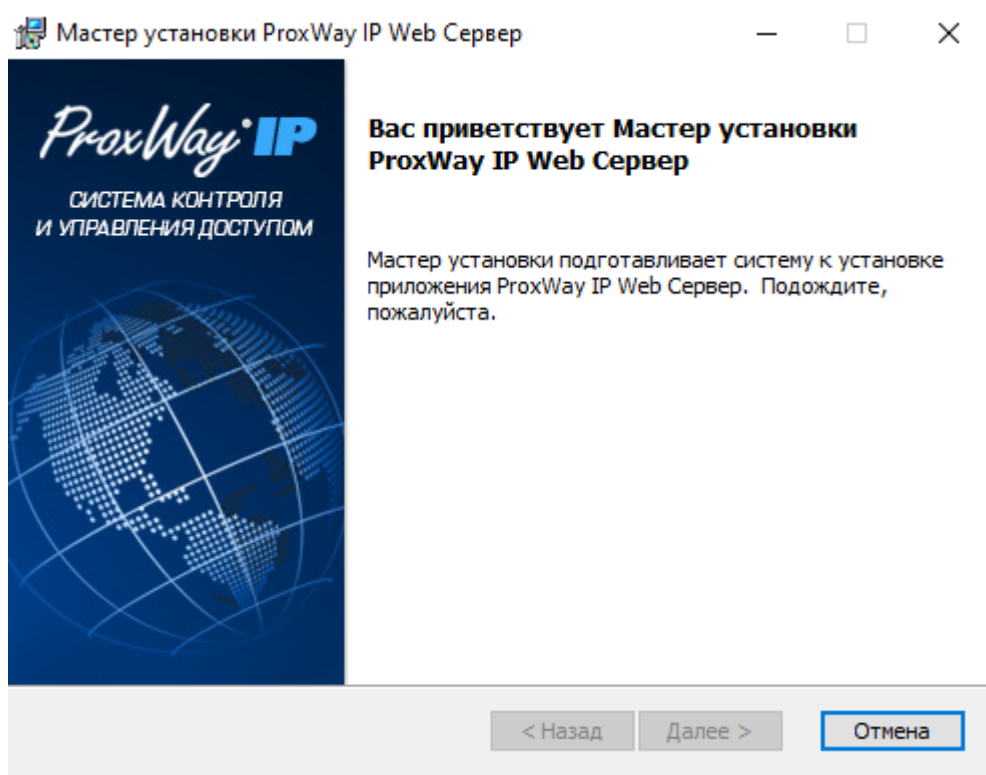 Мастер установки ProxWay IP Web Сервер
ProxWay IP
СИСТЕМА КОНТРОЛЯ
И УПРАВЛЕНИЯ ДОСТУПОМ
Вас приветствует Мастер установки
ProxWay IP Web Сервер
Мастер установки подготавливает систему к установке
приложения ProxWay IP Web Сервер. Подождите,
пожалуйста.
< Назад
Далее >
Отмена